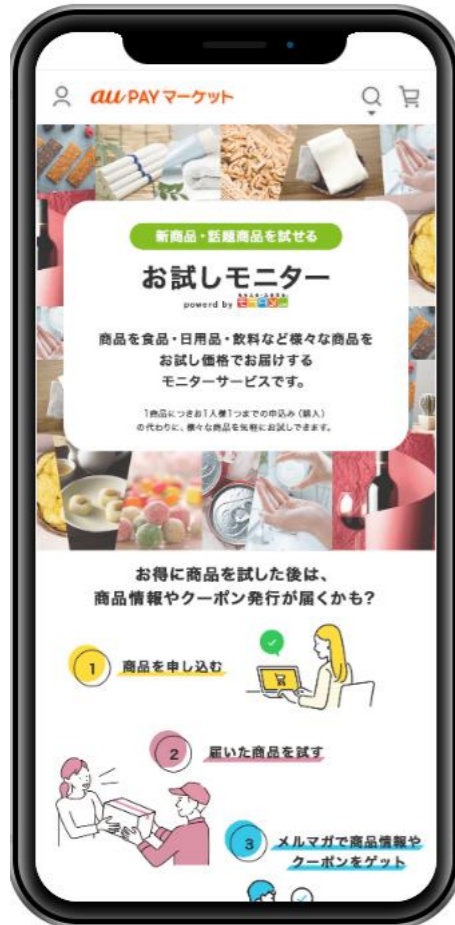 au PAY マーケット
新商品・話題商品を試せる
お試しモニター
powerd by
商品を食品・日用品・飲料など様々な商品を
お試し価格でお届けする
モニターサービスです。
1商品につきお1人様1つまでの申込み（購入）
の代わりに、様々な商品を気軽にお試しできます。
お得に商品を試した後は、
商品情報やクーポン発行が届くかも?
1 商品を申し込む
2 届いた商品を試す
3 メルマガで商品情報や
クーポンをゲット